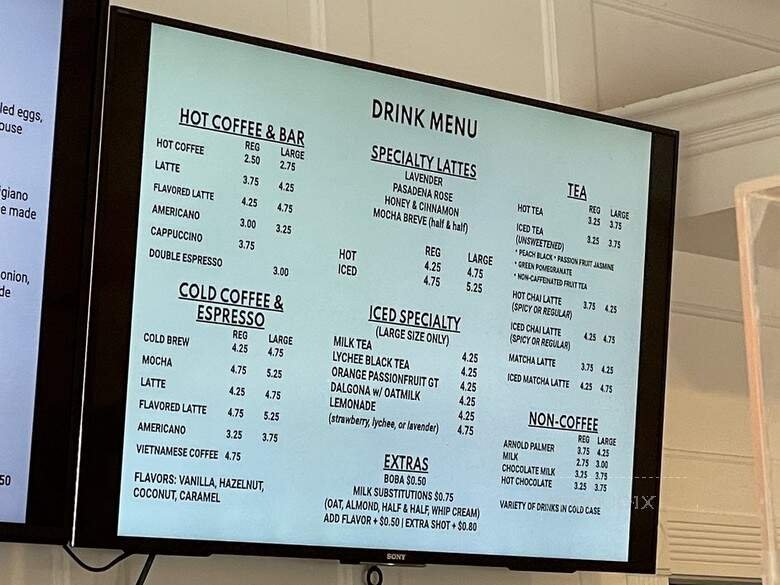 led eggs,
ouse
giano
e made
onion,
de
50
DRINK MENU
HOT COFFEE & BAR
REG LARGE
HOT COFFEE 2.50 2.75
LATTE 3.75 4.25
FLAVORED LATTE 4.25 4.75
AMERICANO 3.00 3.25
CAPPUCCINO 3.75
DOUBLE ESPRESSO 3.00
COLD COFFEE &
ESPRESSO
REG LARGE
COLD BREW 4.25 4.75
MOCHA 4.75 5.25
LATTE 4.25 4.75
FLAVORED LATTE 4.75 5.25
AMERICANO 3.25 3.75
VIETNAMESE COFFEE 4.75
FLAVORS: VANILLA, HAZELNUT,
COCONUT, CARAMEL
SPECIALTY LATTES
LAVENDER
PASADENA ROSE
HONEY & CINNAMON
MOCHA BREVE (half & half)
REG LARGE
HOT 4.25 4.75
ICED 4.75 5.25
ICED SPECIALTY
(LARGE SIZE ONLY)
MILK TEA 4.25
LYCHEE BLACK TEA 4.25
ORANGE PASSIONFRUIT GT 4.25
DALGONA W/ OATMILK 4.25
LEMONADE 4.25
(strawberry, lychee, or lavender) 4.75
EXTRAS
BOBA $0.50
MILK SUBSTITUTIONS $0.75
(OAT, ALMOND, HALF & HALF, WHIP CREAM)
ADD FLAVOR + $0.50 | EXTRA SHOT + $0.80
TEA
REG LARGE
HOT TEA 3.25 3.75
ICED TEA 3.25 3.75
(UNSWEETENED)
* PEACH BLACK * PASSION FRUIT JASMINE
* GREEN POMEGRANATE
* NON-CAFFENATED FRUIT TEA
HOT CHAI LATTE 3.75 4.25
(SPICY OR REGULAR)
ICED CHAI LATTE 4.25 4.75
(SPICY OR REGULAR)
MATCHA LATTE 3.75 4.25
ICED MATCHA LATTE 4.25 4.75
NON-COFFEE
REG LARGE
ARNOLD PALMER 3.75 4.25
MILK 2.75 3.00
CHOCOLATE MILK 3.25 3.75
HOT CHOCOLATE 3.25 3.75
VARIETY OF DRINKS IN COLD CASE
SONY